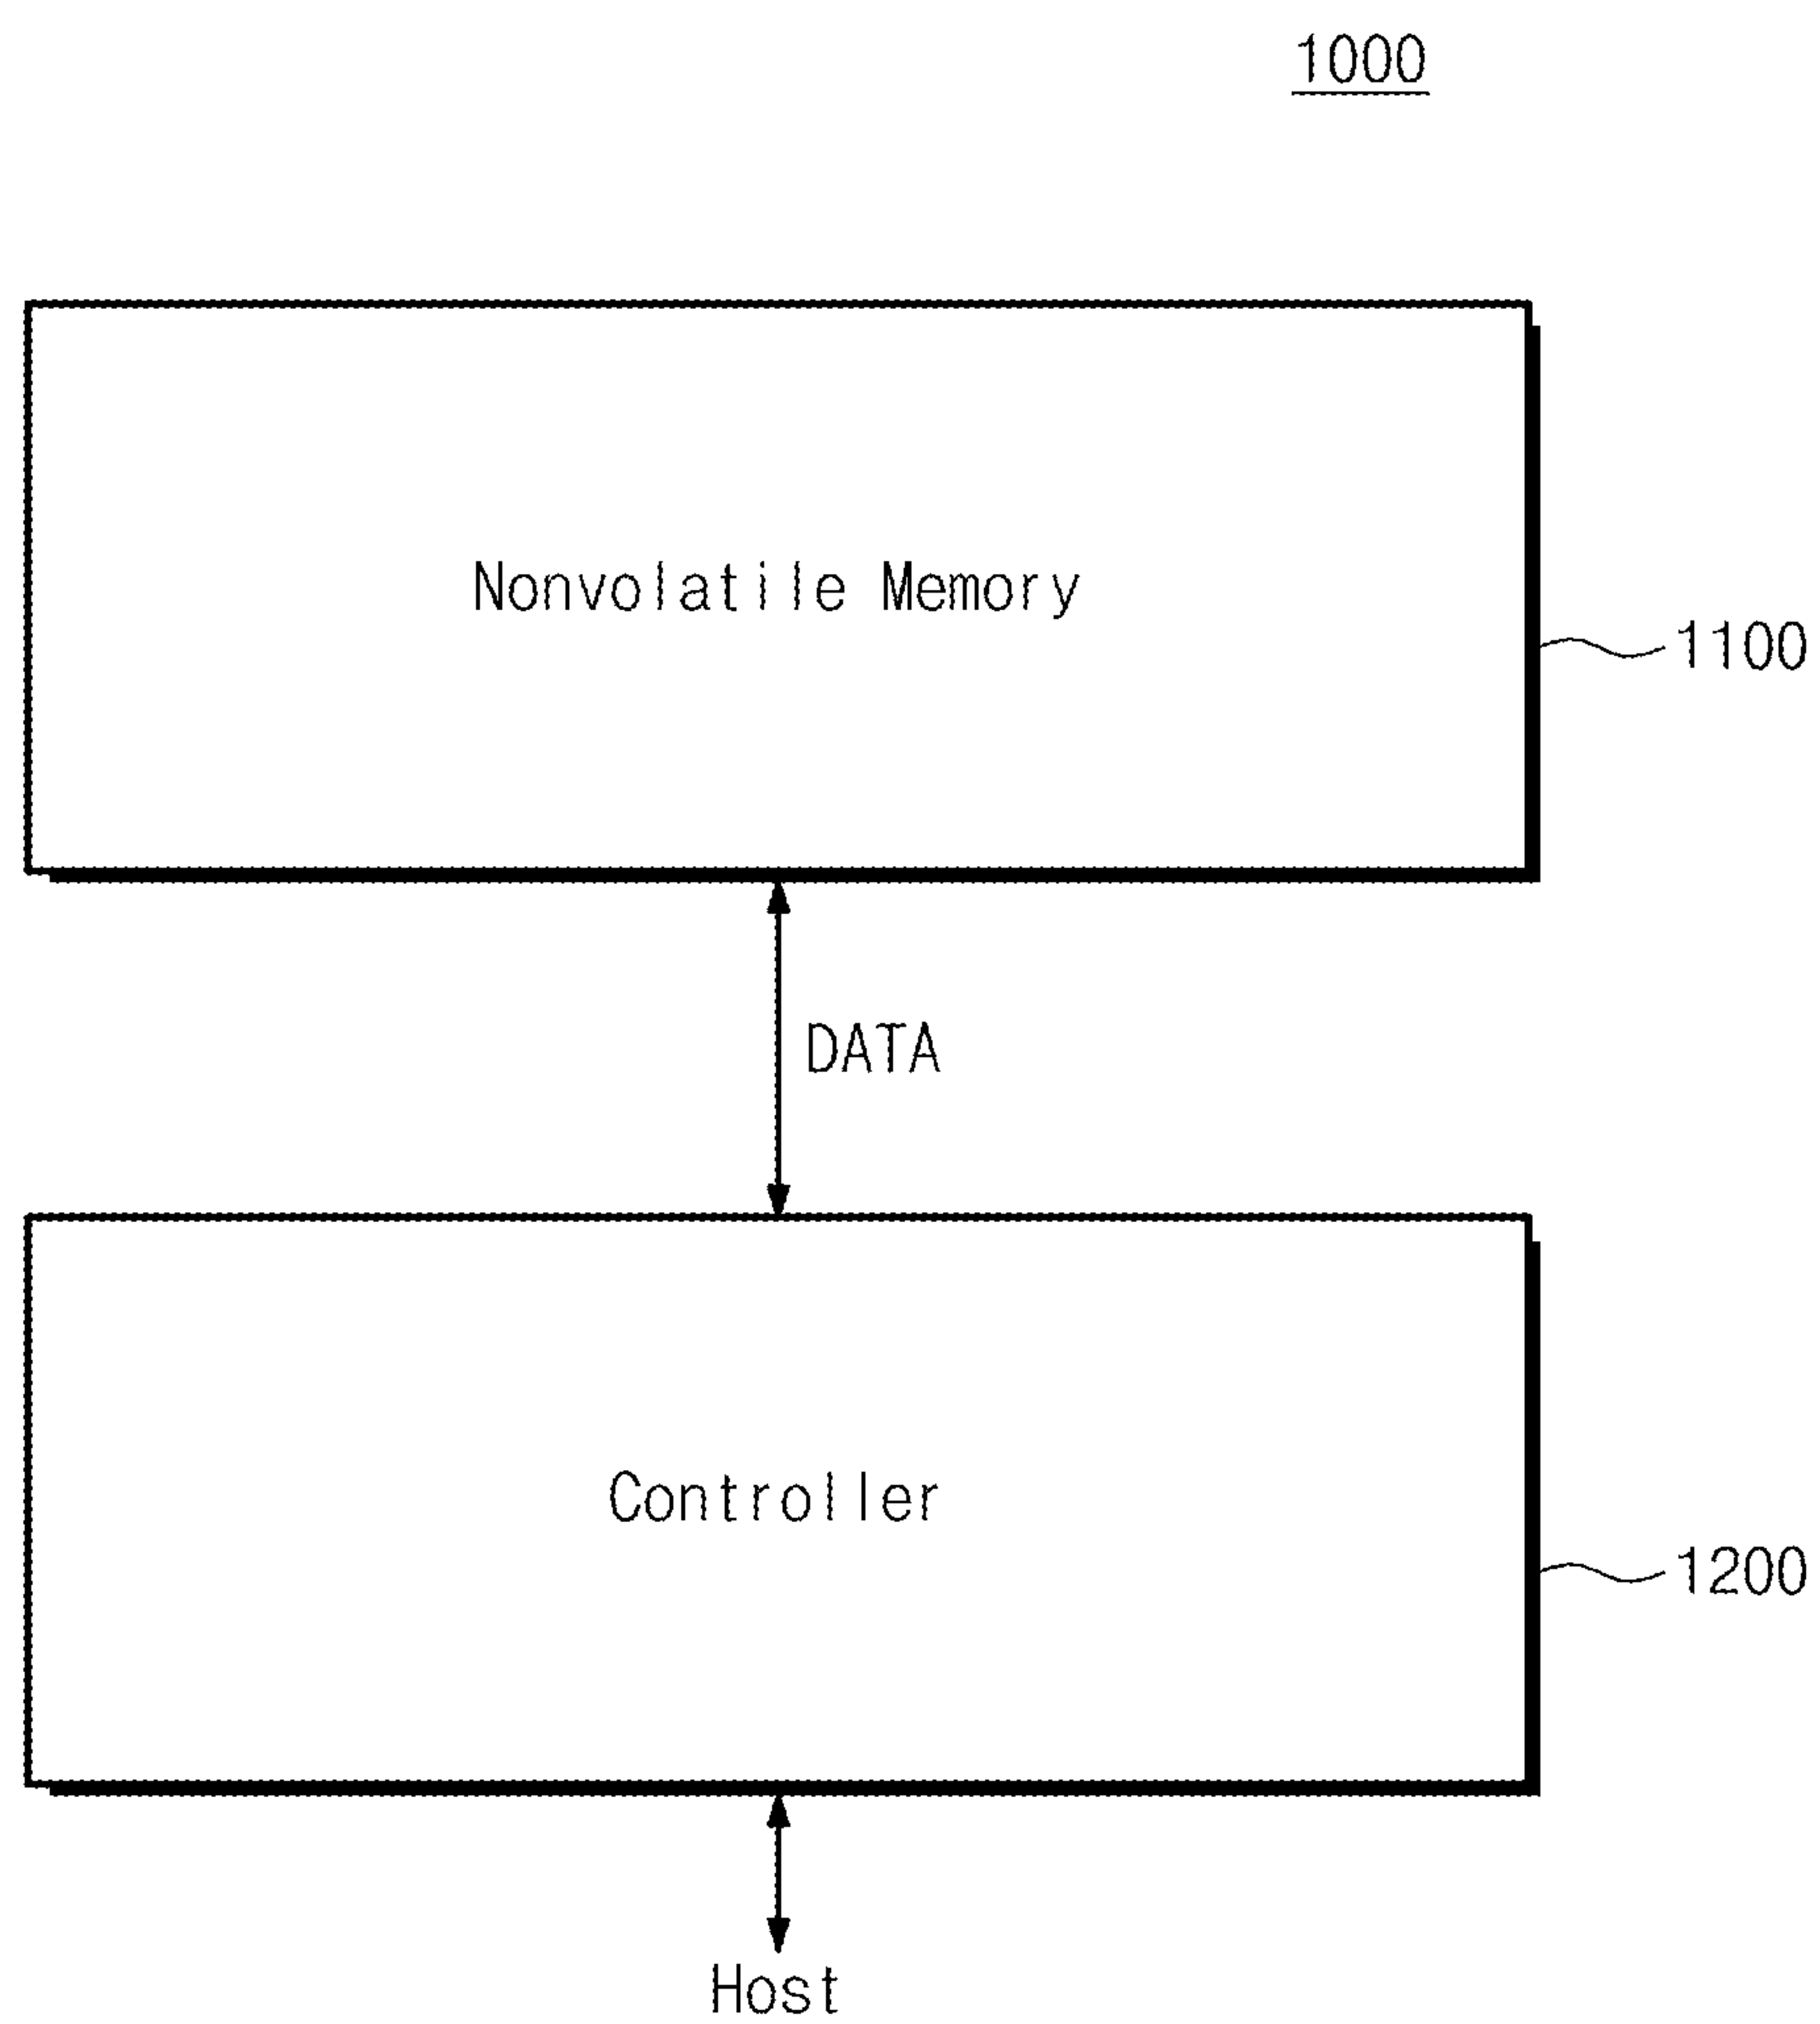 1000
Nonvolatile Memory
1100
DATA
Controller
1200
Host